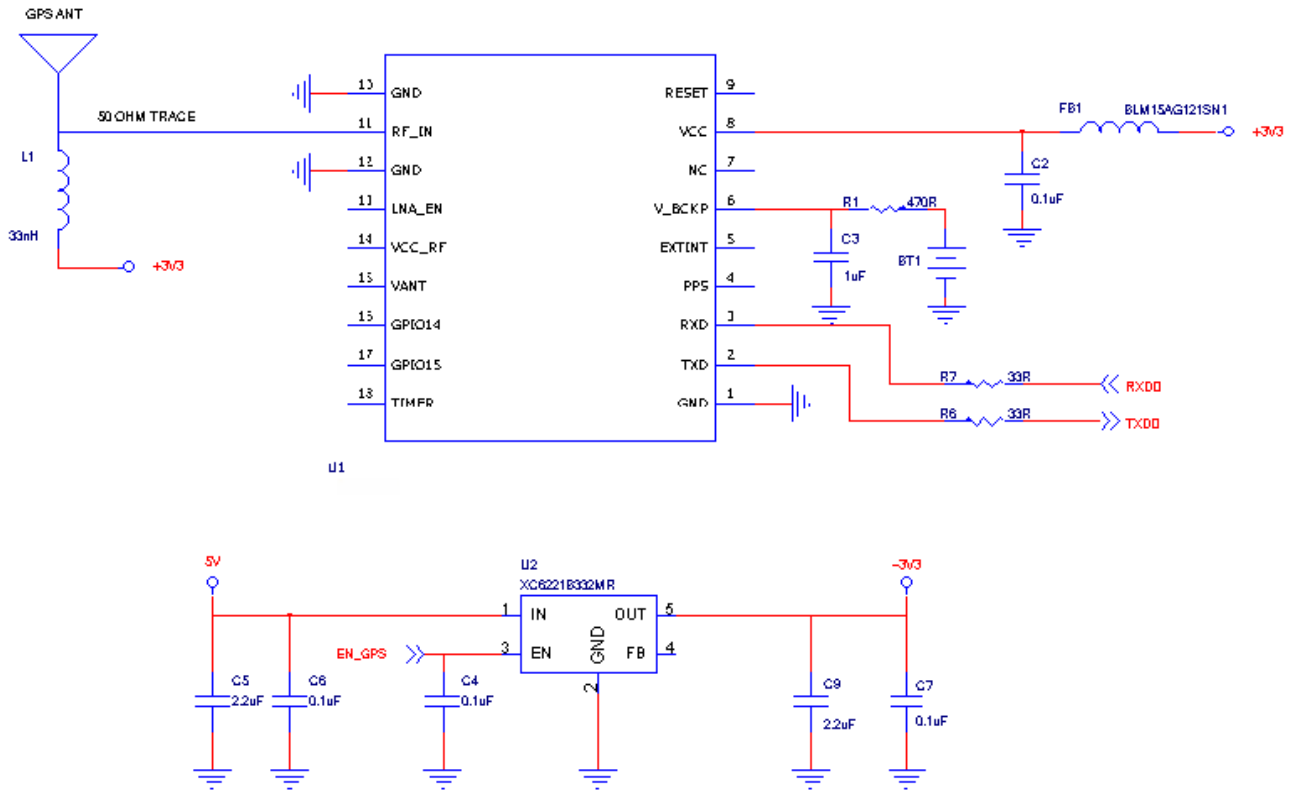 GPS ANT
50 OHM TRACE
L1
33nH
+3V3
10 GND
11 RF_IN
12 GND
13 LNA_EN
14 VCC_RF
15 VANT
16 GPIO14
17 GPIO15
18 TIMER
RESET 9
VCC 8
NC 7
V_BCKP 6
EXTINT 5
PPS 4
RXD 3
TXD 2
GND 1
U1
FB1 BLM15AG121SN1
+3V3
C2
0.1uF
R1 470R
C3
1uF
BT1
R7 33R RXD0
R6 33R TXD0
5V
U2
XC6221B332MR
-3V3
1 IN OUT 5
EN_GPS 3 EN GND FB 4
2
C5
2.2uF
C6
0.1uF
C4
0.1uF
C9
2.2uF
C7
0.1uF